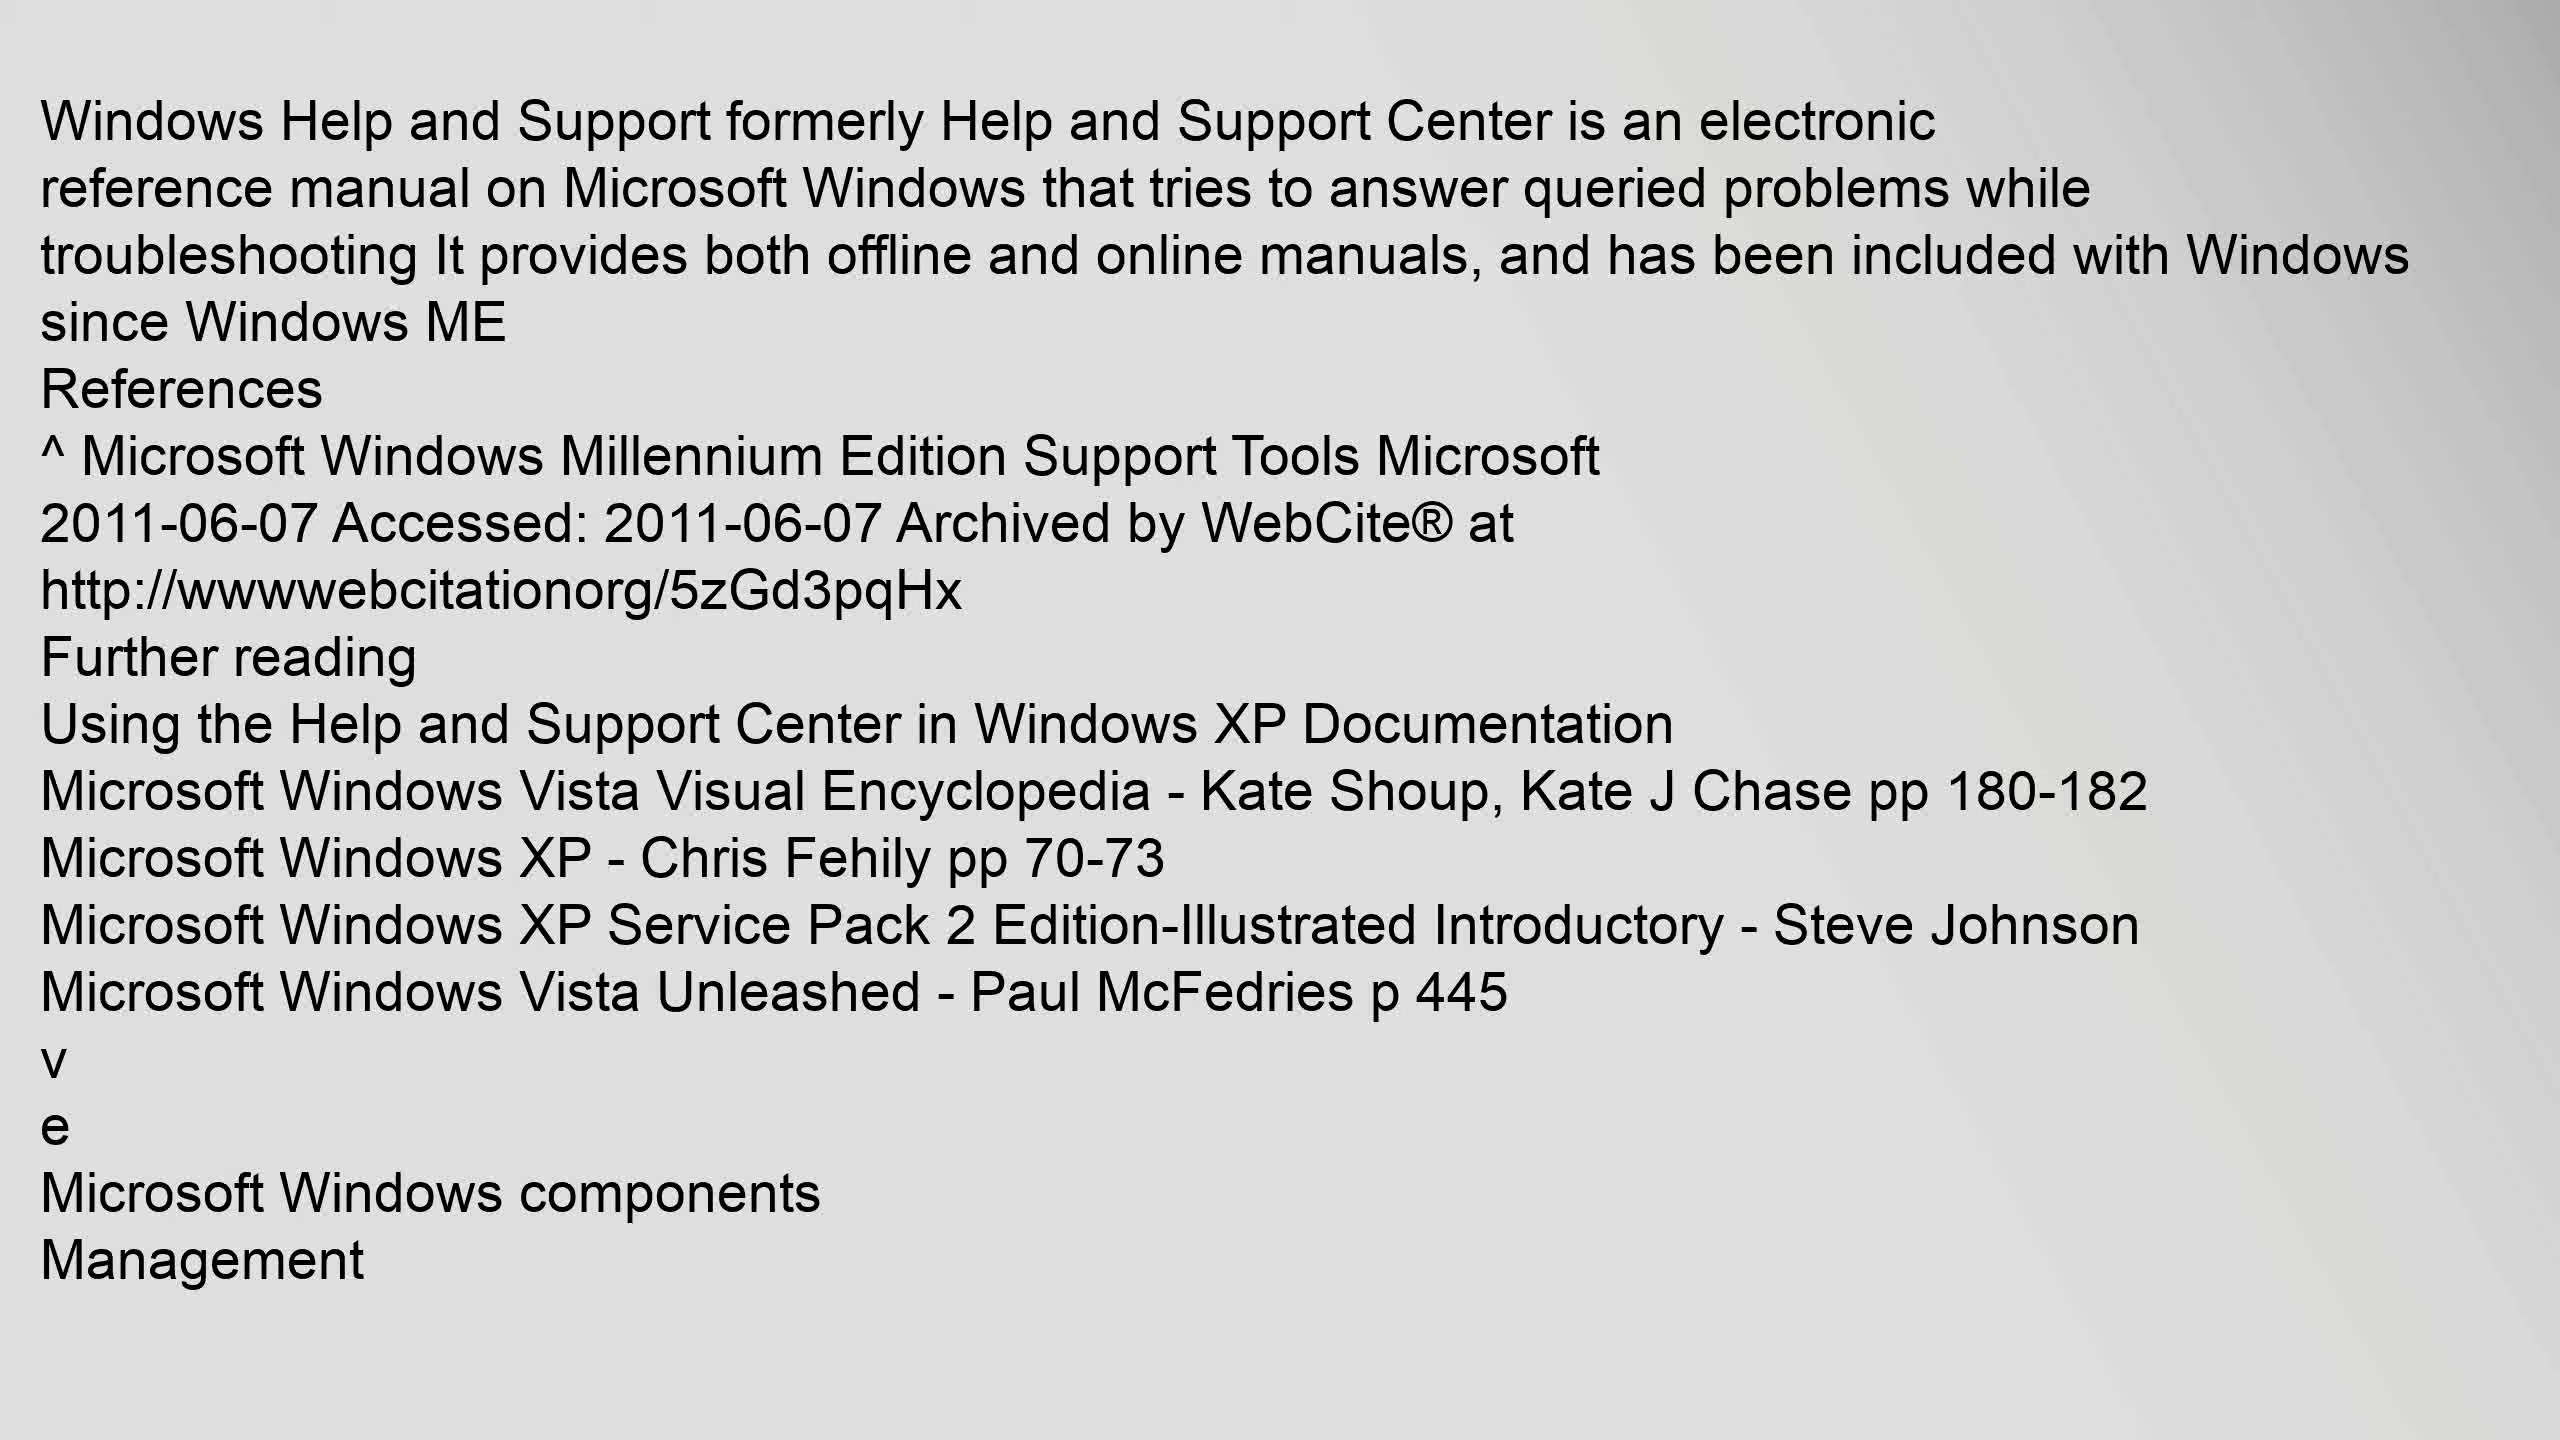 Windows Help and Support formerly Help and Support Center is an electronic
reference manual on Microsoft Windows that tries to answer queried problems while
troubleshooting It provides both offline and online manuals, and has been included with Windows
since Windows ME
References
^ Microsoft Windows Millennium Edition Support Tools Microsoft
2011-06-07 Accessed: 2011-06-07 Archived by WebCite® at
http://wwwwebcitationorg/5zGd3pqHx
Further reading
Using the Help and Support Center in Windows XP Documentation
Microsoft Windows Vista Visual Encyclopedia - Kate Shoup, Kate J Chase pp 180-182
Microsoft Windows XP - Chris Fehily pp 70-73
Microsoft Windows XP Service Pack 2 Edition-Illustrated Introductory - Steve Johnson
Microsoft Windows Vista Unleashed - Paul McFedries p 445
v
e
Microsoft Windows components
Management